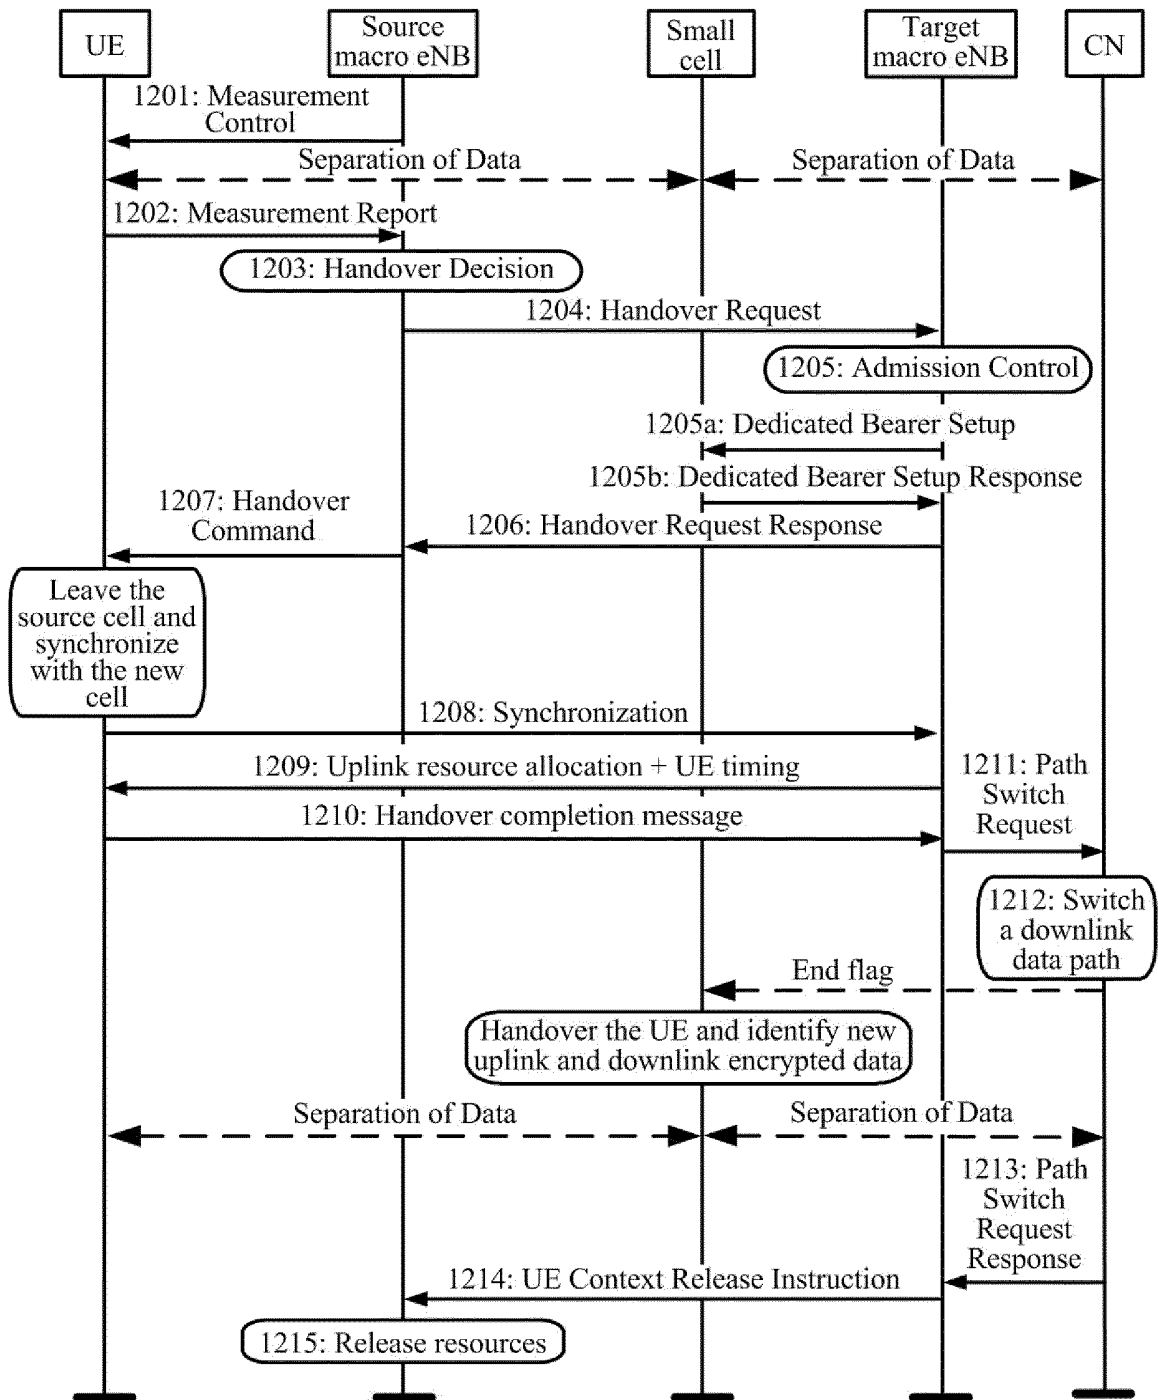 UE
Source
macro eNB
Small
cell
Target
macro eNB
CN
1201: Measurement
Control
Separation of Data
Separation of Data
1202: Measurement Report
1203: Handover Decision
1204: Handover Request
1205: Admission Control
1205a: Dedicated Bearer Setup
1205b: Dedicated Bearer Setup Response
1207: Handover
Command
1206: Handover Request Response
Leave the
source cell and
synchronize
with the new
cell
1208: Synchronization
1209: Uplink resource allocation + UE timing
1210: Handover completion message
1211: Path
Switch
Request
1212: Switch
a downlink
data path
End flag
Handover the UE and identify new
uplink and downlink encrypted data
Separation of Data
Separation of Data
1213: Path
Switch
Request
Response
1214: UE Context Release Instruction
1215: Release resources